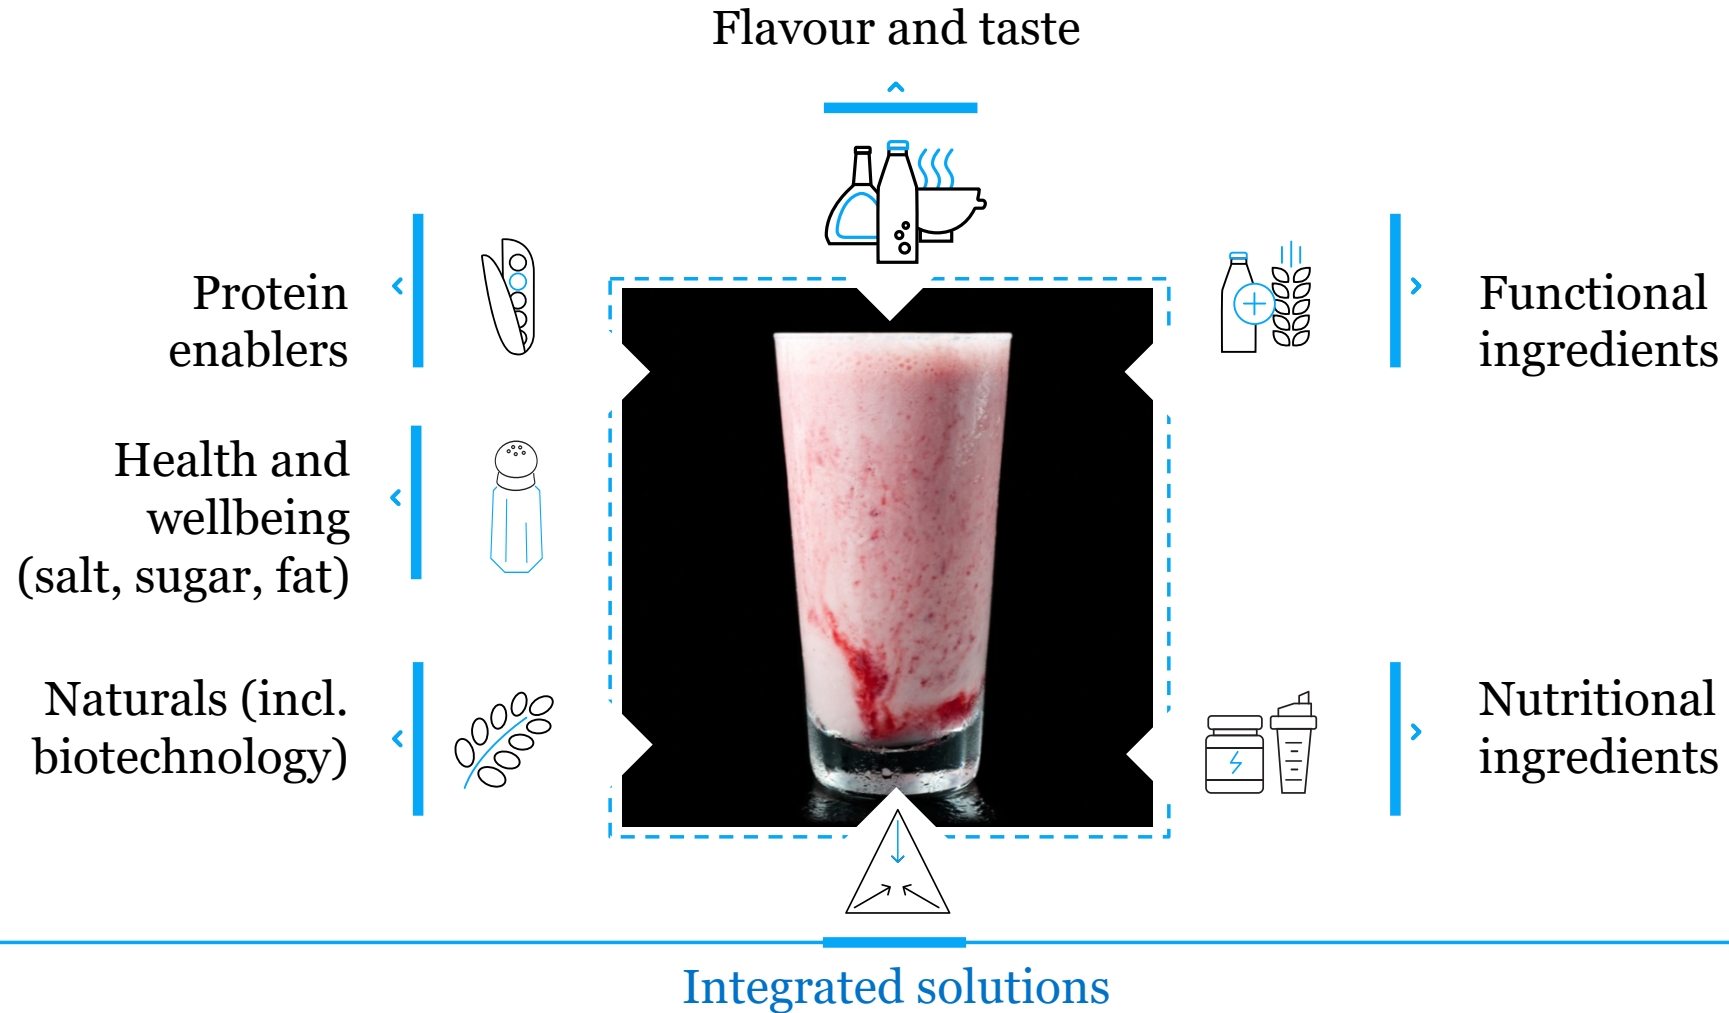 Flavour and taste
Protein
enablers
Functional
ingredients
Health and
wellbeing
(salt, sugar, fat)
Naturals (incl.
biotechnology)
Nutritional
ingredients
Integrated solutions